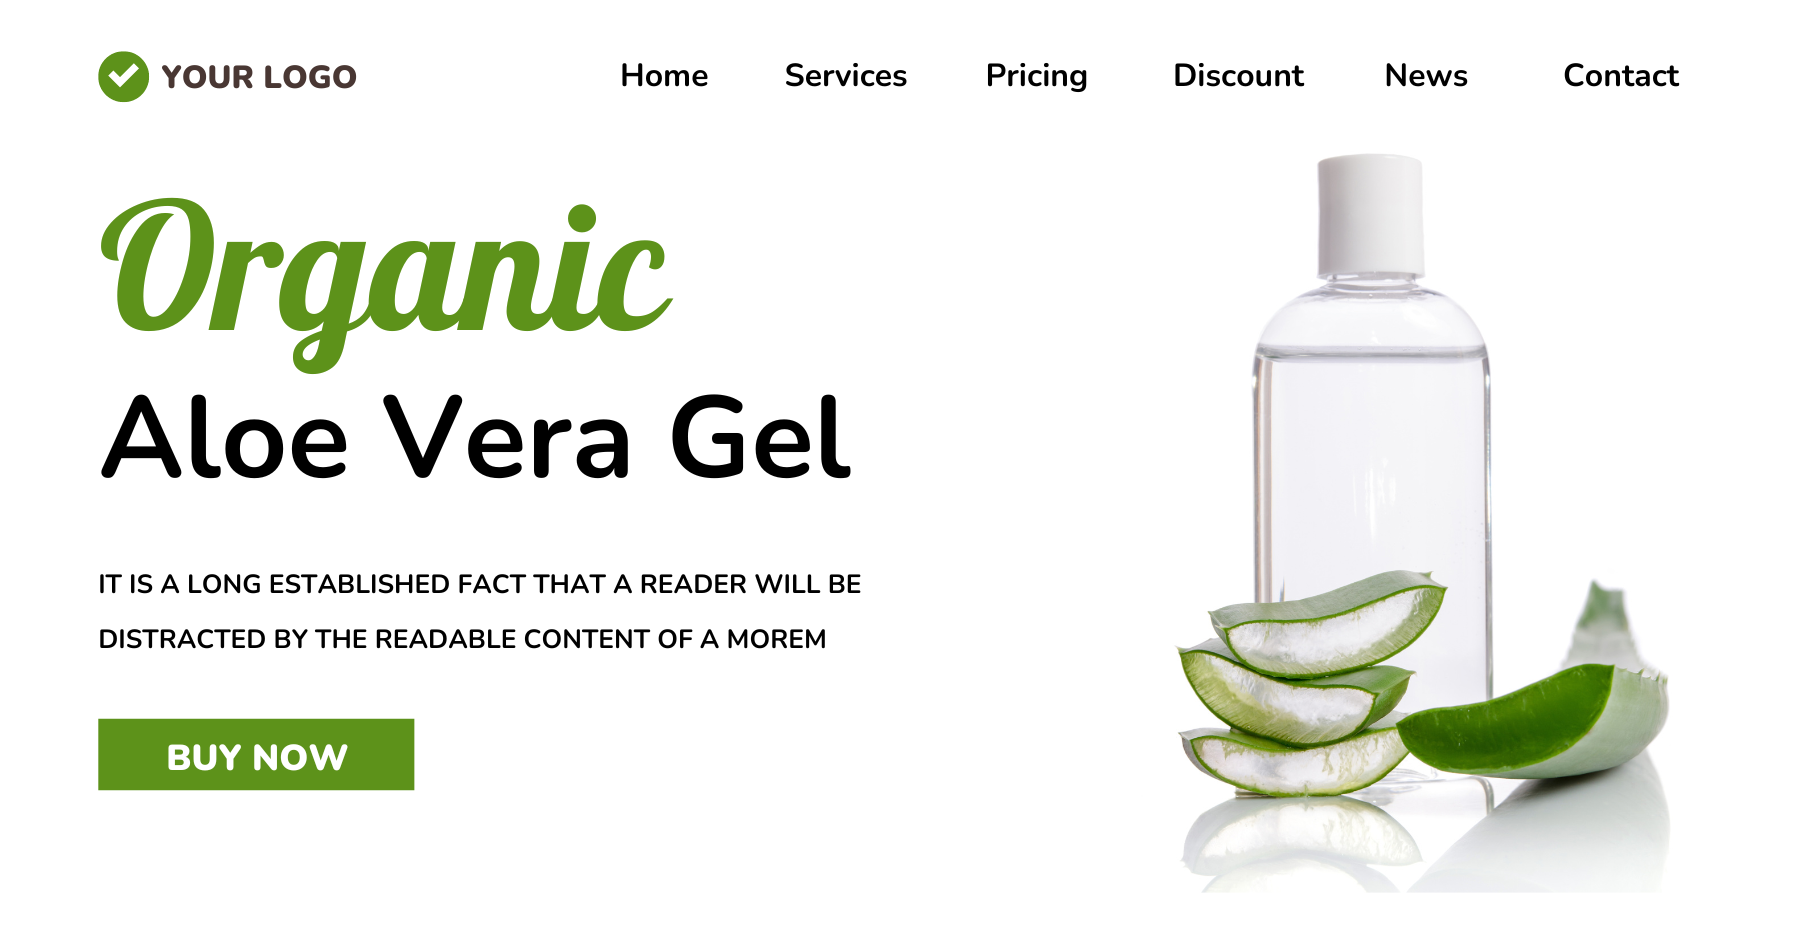 YOUR LOGO
Home Services Pricing Discount News Contact
Organic
Aloe Vera Gel
IT IS A LONG ESTABLISHED FACT THAT A READER WILL BE
DISTRACTED BY THE READABLE CONTENT OF A MOREM
BUY NOW